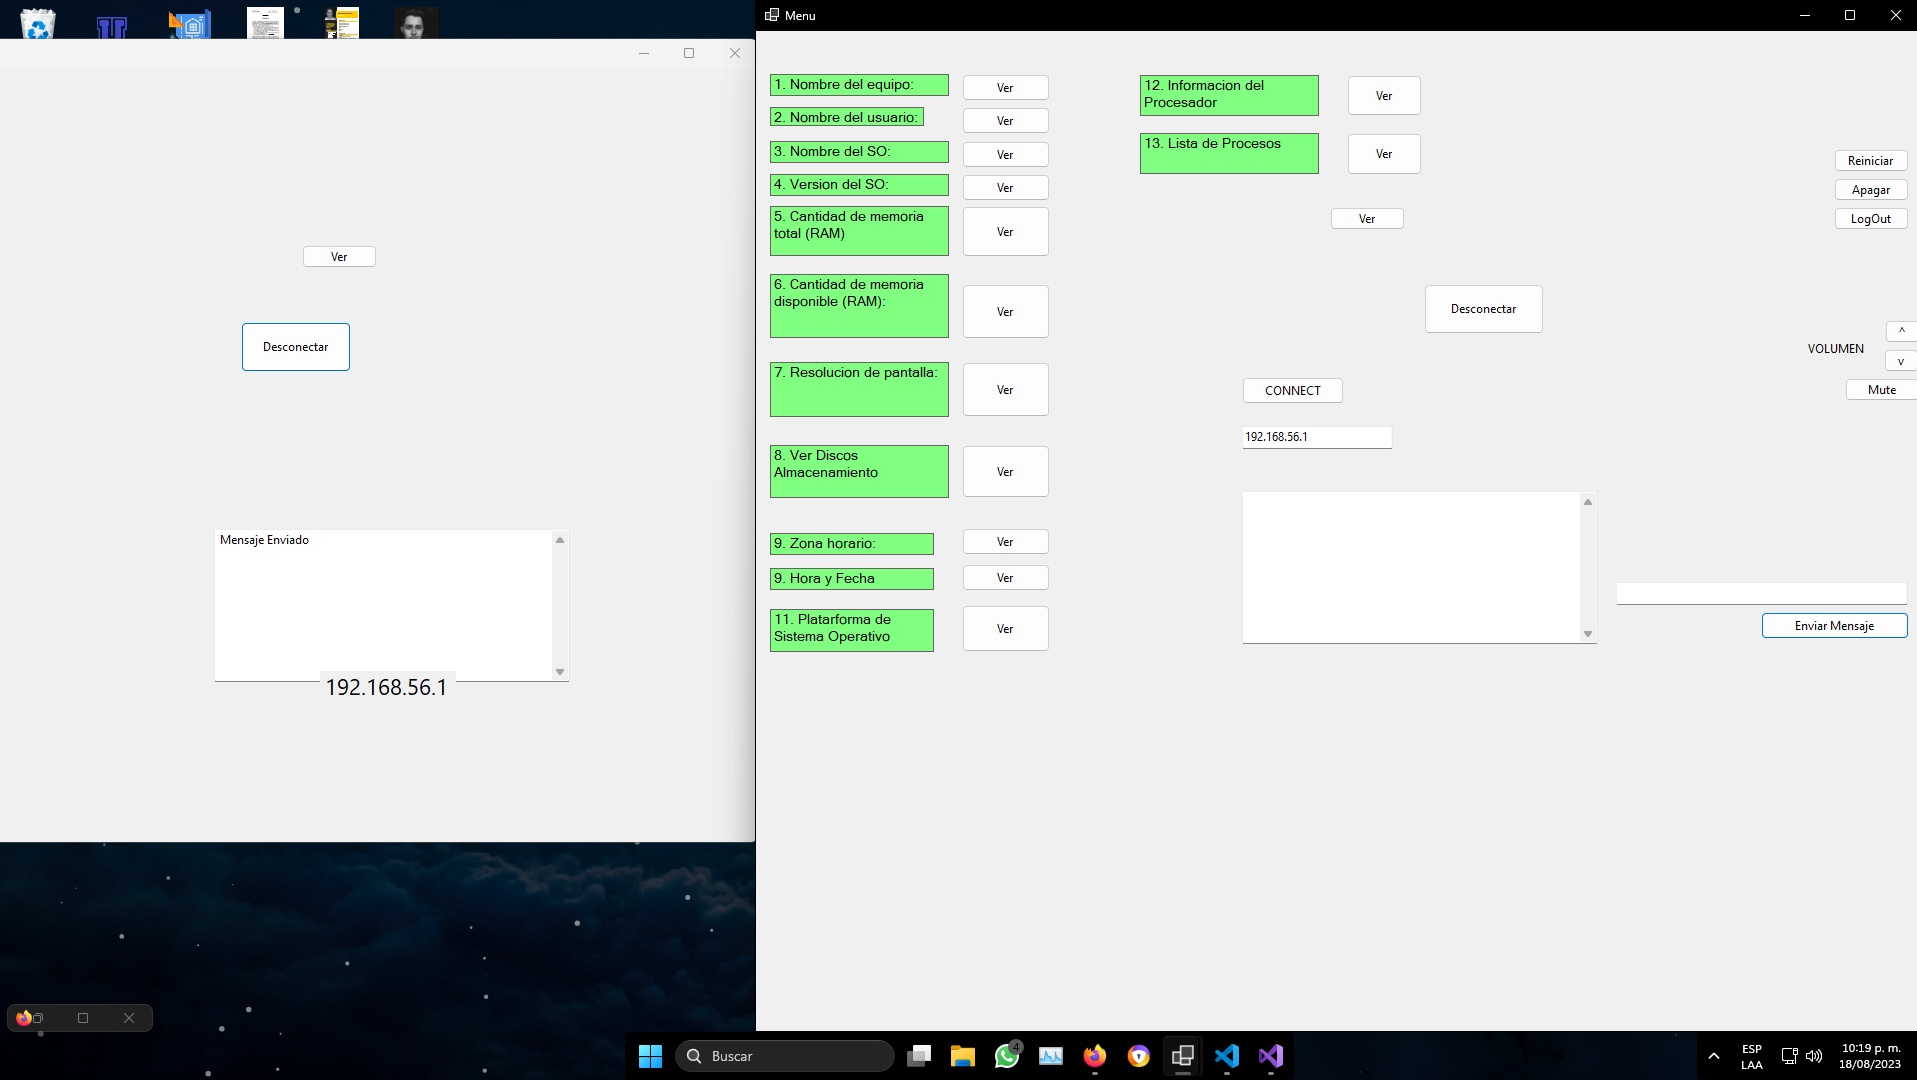 Menu
1. Nombre del equipo:
Ver
2. Nombre del usuario:
Ver
3. Nombre del SO:
Ver
4. Version del SO:
Ver
5. Cantidad de memoria
total (RAM)
Ver
6. Cantidad de memoria
disponible (RAM):
Ver
7. Resolucion de pantalla:
Ver
8. Ver Discos
Almacenamiento
Ver
9. Zona horario:
Ver
9. Hora y Fecha
Ver
11. Platarforma de
Sistema Operativo
Ver
12. Informacion del
Procesador
Ver
13. Lista de Procesos
Ver
Ver
Desconectar
CONNECT
192.168.56.1
Reiniciar
Apagar
LogOut
VOLUMEN
^
v
Mute
Enviar Mensaje
Ver
Desconectar
Mensaje Enviado
192.168.56.1
Buscar
4
ESP
LAA
10:19 p. m.
18/08/2023